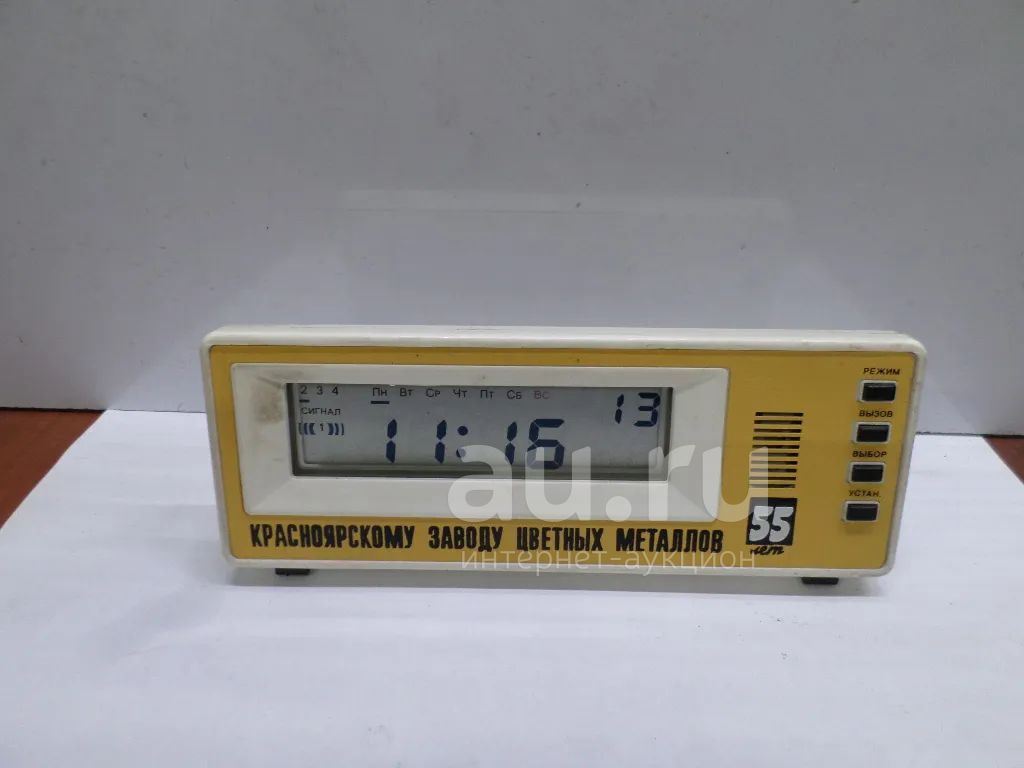 2 3 4 Пн Вт Ср Чт Пт Сб ВС
СИГНАЛ
((( 1 )))
11:16
13
РЕЖИМ
ВЫЗОВ
ВЫБОР
УСТАН.
55
лет
КРАСНОЯРСКОМУ ЗАВОДУ ЦВЕТНЫХ МЕТАЛЛОВ
au.ru
интернет-аукцион